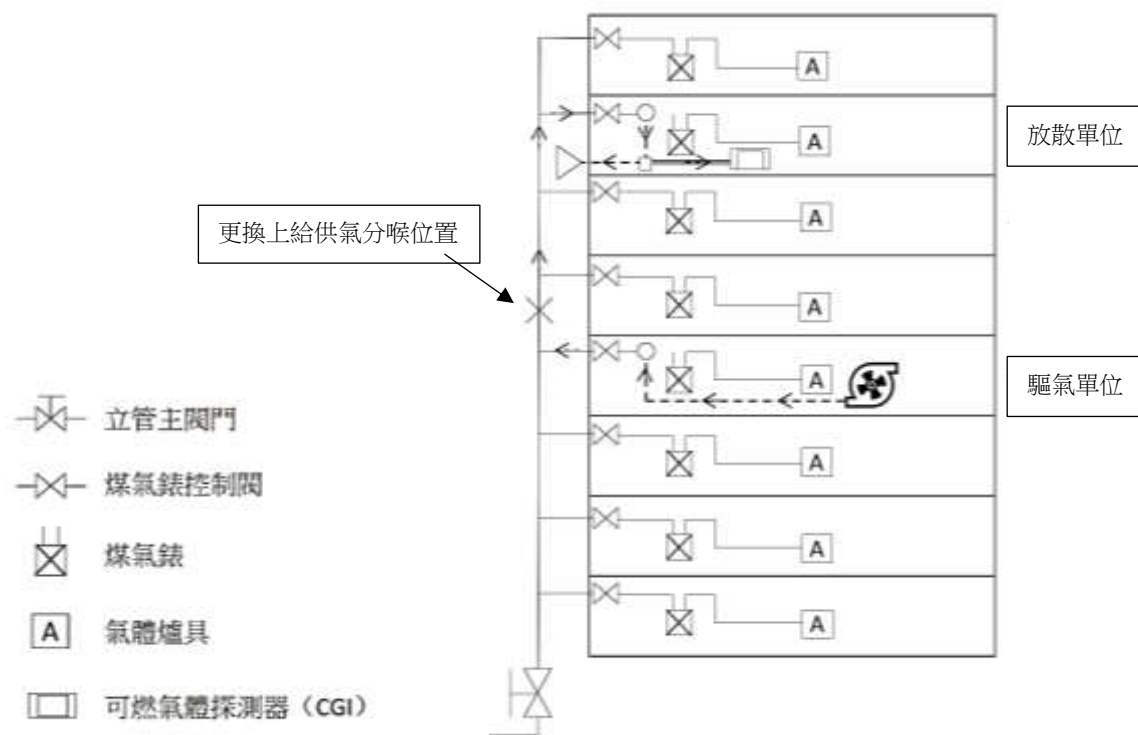 A
放散單位
A
A
更換上給供氣分喉位置
A
驅氣單位
A
立管主閥門
A
煤氣錶控制閥
A
煤氣錶
A
A 氣體爐具
可燃氣體探測器（CGI）